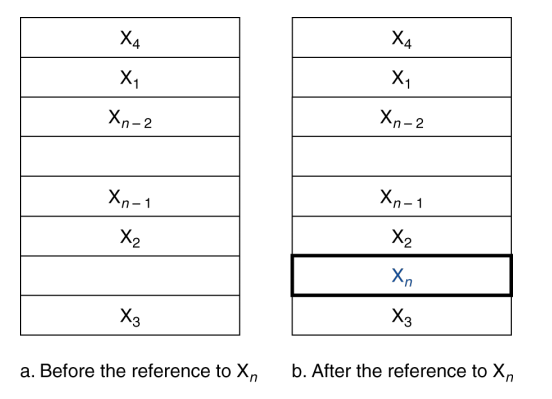 X₄ X₄
X₁ X₁
Xₙ₋₂ Xₙ₋₂
Xₙ₋₁ Xₙ₋₁
X₂ X₂
Xₙ
X₃ X₃
a. Before the reference to Xₙ b. After the reference to Xₙ